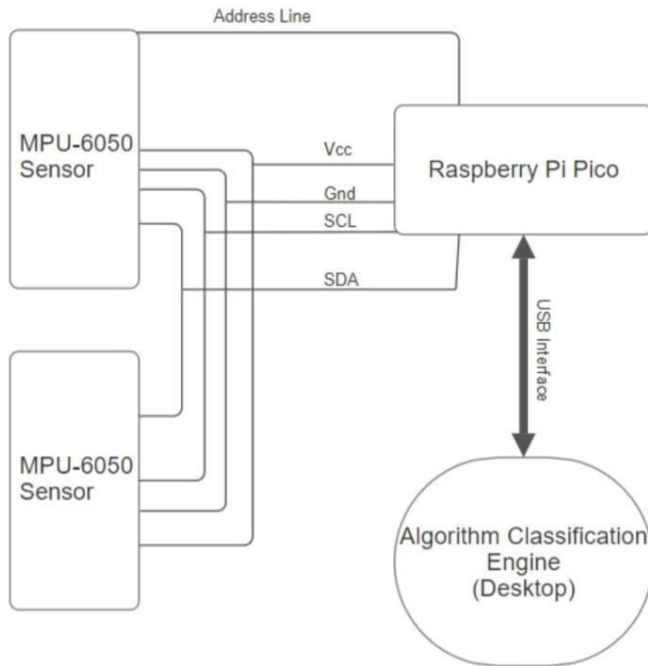 Address Line
MPU-6050
Sensor
Vcc
Raspberry Pi Pico
Gnd
SCL
SDA
USB Interface
MPU-6050
Sensor
Algorithm Classification
Engine
(Desktop)